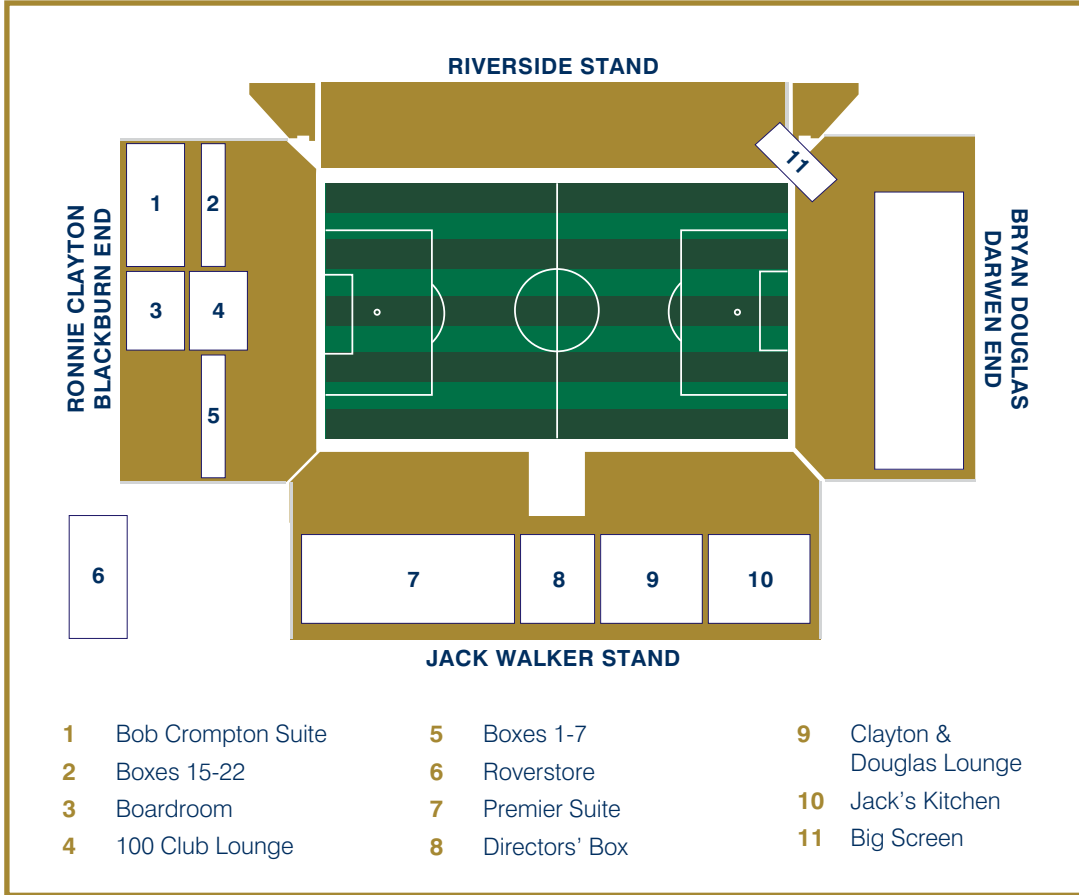 RIVERSIDE STAND
11
1
2
3
4
5
RONNIE CLAYTON
BLACKBURN END
BRYAN DOUGLAS
DARWEN END
6
7
8
9
10
JACK WALKER STAND
1 Bob Crompton Suite
2 Boxes 15-22
3 Boardroom
4 100 Club Lounge
5 Boxes 1-7
6 Roverstore
7 Premier Suite
8 Directors’ Box
9 Clayton &
Douglas Lounge
10 Jack’s Kitchen
11 Big Screen